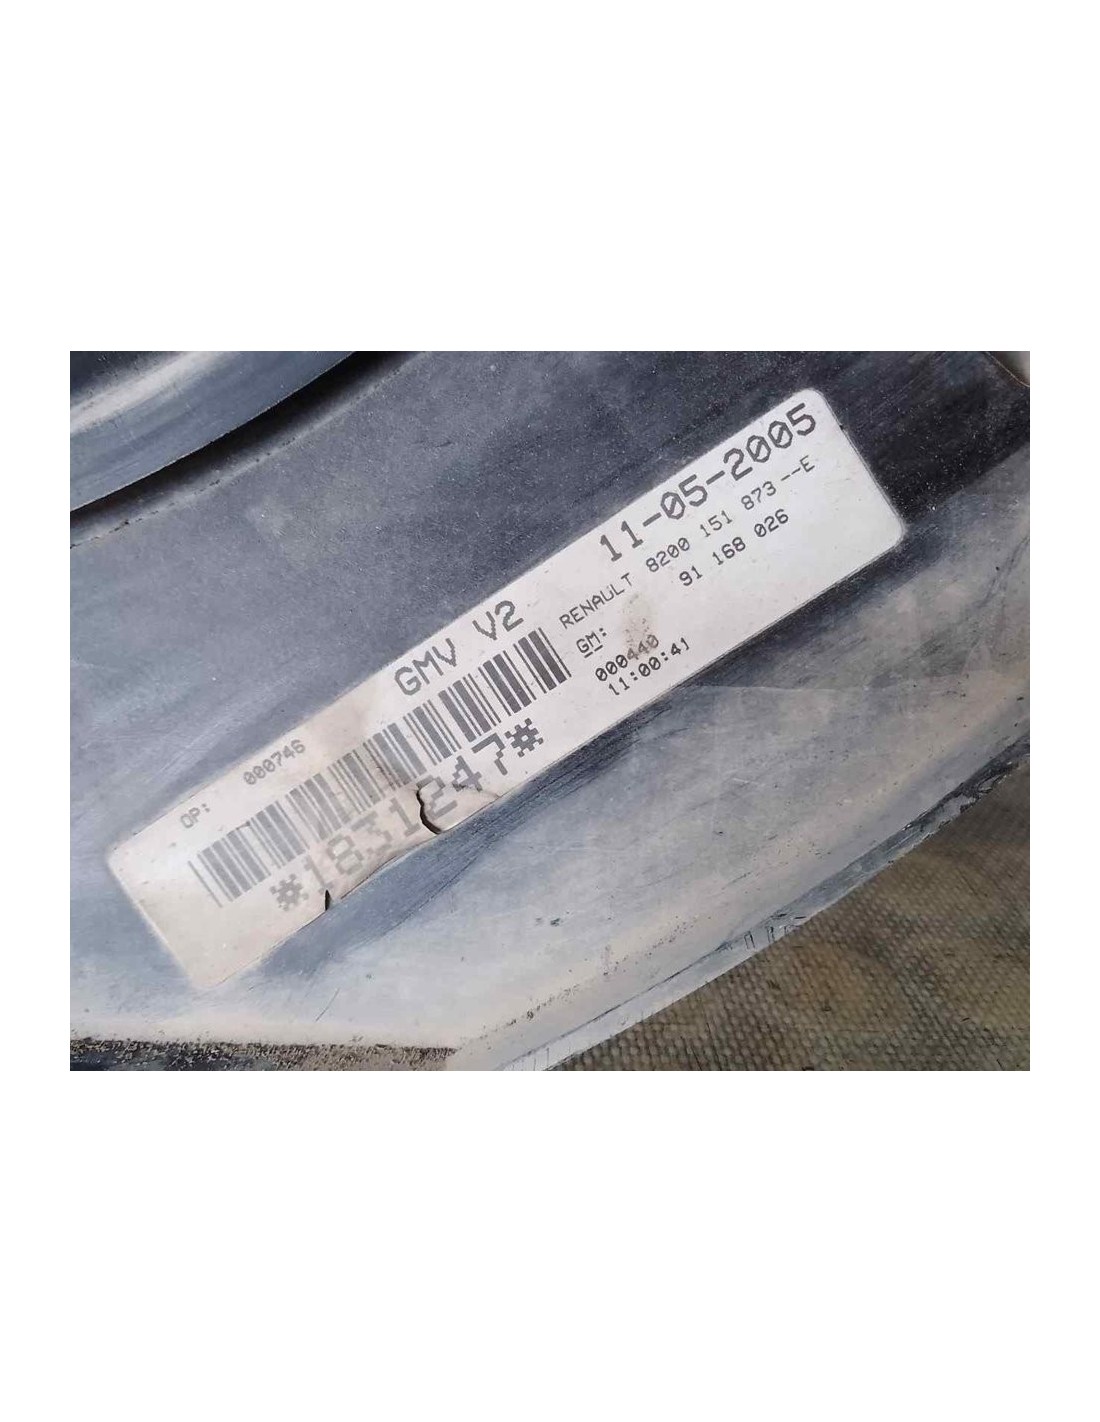 GMV V2 11-05-2005
RENAULT 8200 151 873--E
GM: 91 168 026
000440
11:00:41
OP: 000746
*1831247*